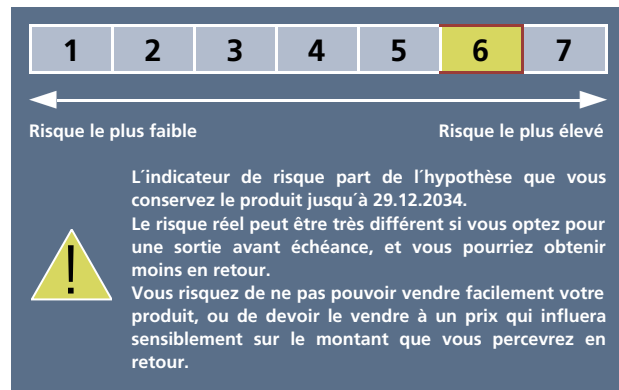 1 2 3 4 5 6 7
Risque le plus faible Risque le plus élevé
L´indicateur de risque part de l´hypothèse que vous
conservez le produit jusqu´à 29.12.2034.
Le risque réel peut être très différent si vous optez pour
une sortie avant échéance, et vous pourriez obtenir
moins en retour.
Vous risquez de ne pas pouvoir vendre facilement votre
produit, ou de devoir le vendre à un prix qui influera
sensiblement sur le montant que vous percevrez en
retour.
!